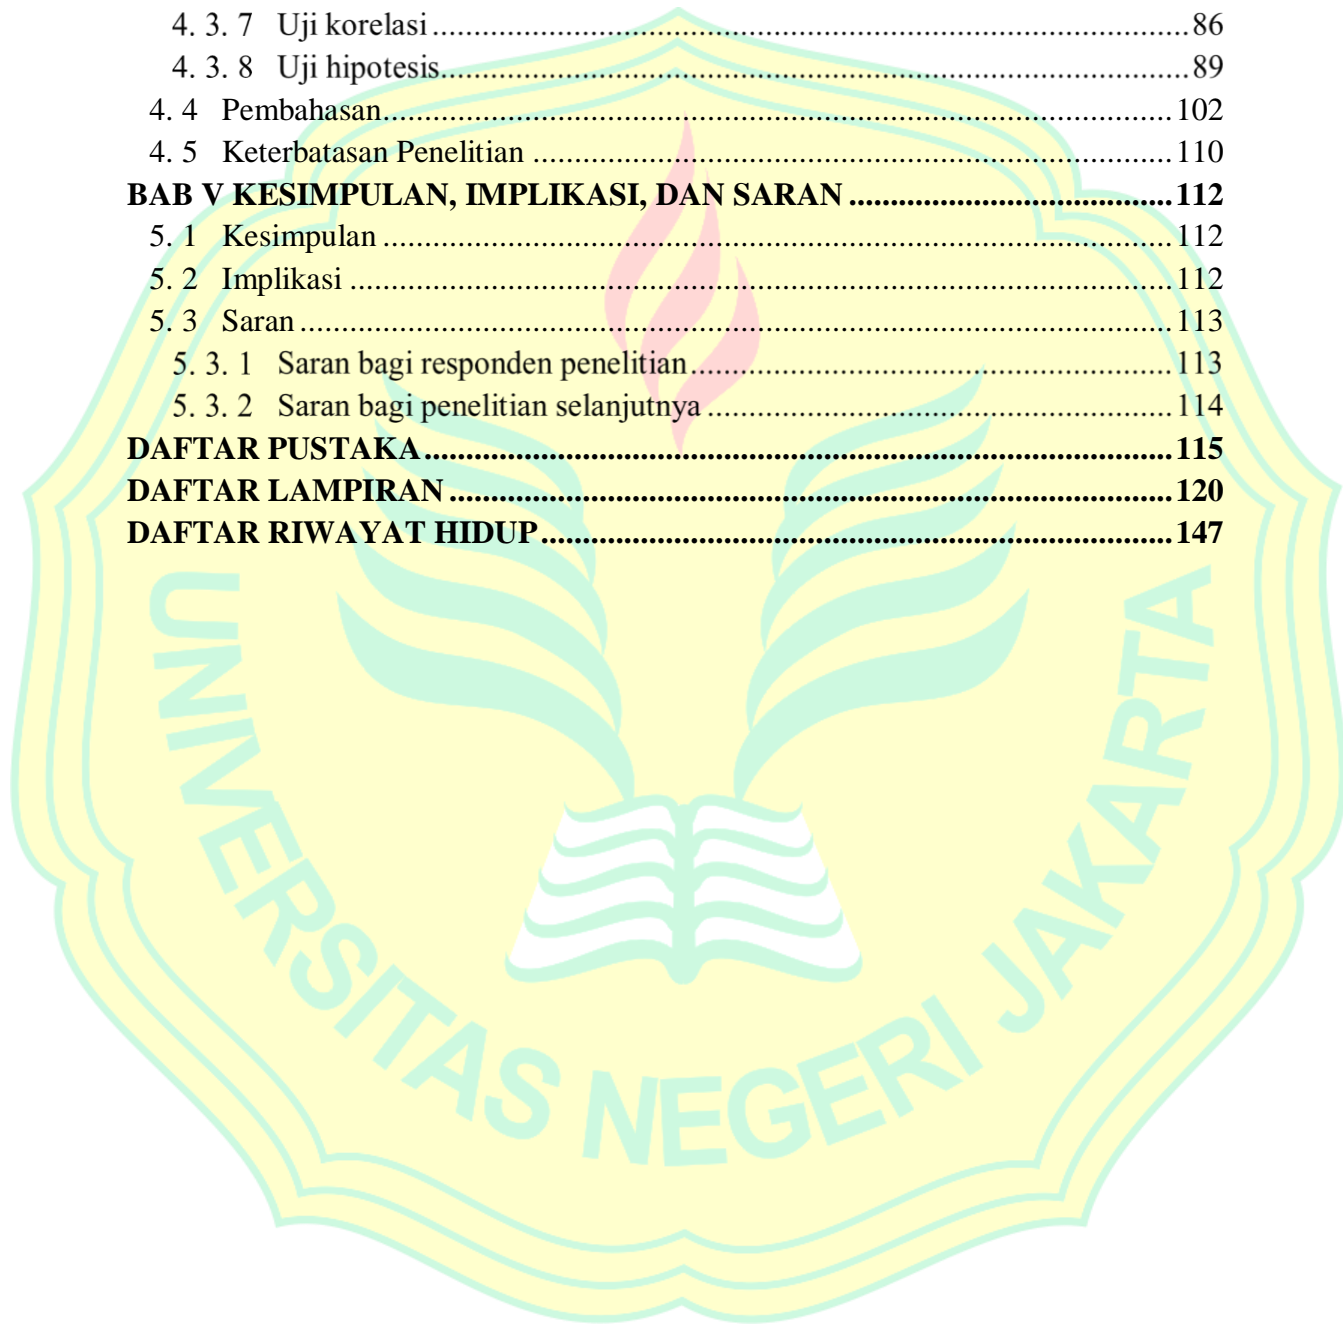 4. 3. 7 Uji korelasi ........................................................................................... 86
4. 3. 8 Uji hipotesis .......................................................................................... 89
4. 4 Pembahasan ............................................................................................... 102
4. 5 Keterbatasan Penelitian ............................................................................. 110
BAB V KESIMPULAN, IMPLIKASI, DAN SARAN ....................................... 112
5. 1 Kesimpulan ............................................................................................... 112
5. 2 Implikasi ................................................................................................... 112
5. 3 Saran ......................................................................................................... 113
5. 3. 1 Saran bagi responden penelitian .......................................................... 113
5. 3. 2 Saran bagi penelitian selanjutnya ........................................................ 114
DAFTAR PUSTAKA .......................................................................................... 115
DAFTAR LAMPIRAN ....................................................................................... 120
DAFTAR RIWAYAT HIDUP ............................................................................ 147
UNIVERSITAS NEGERI JAKARTA